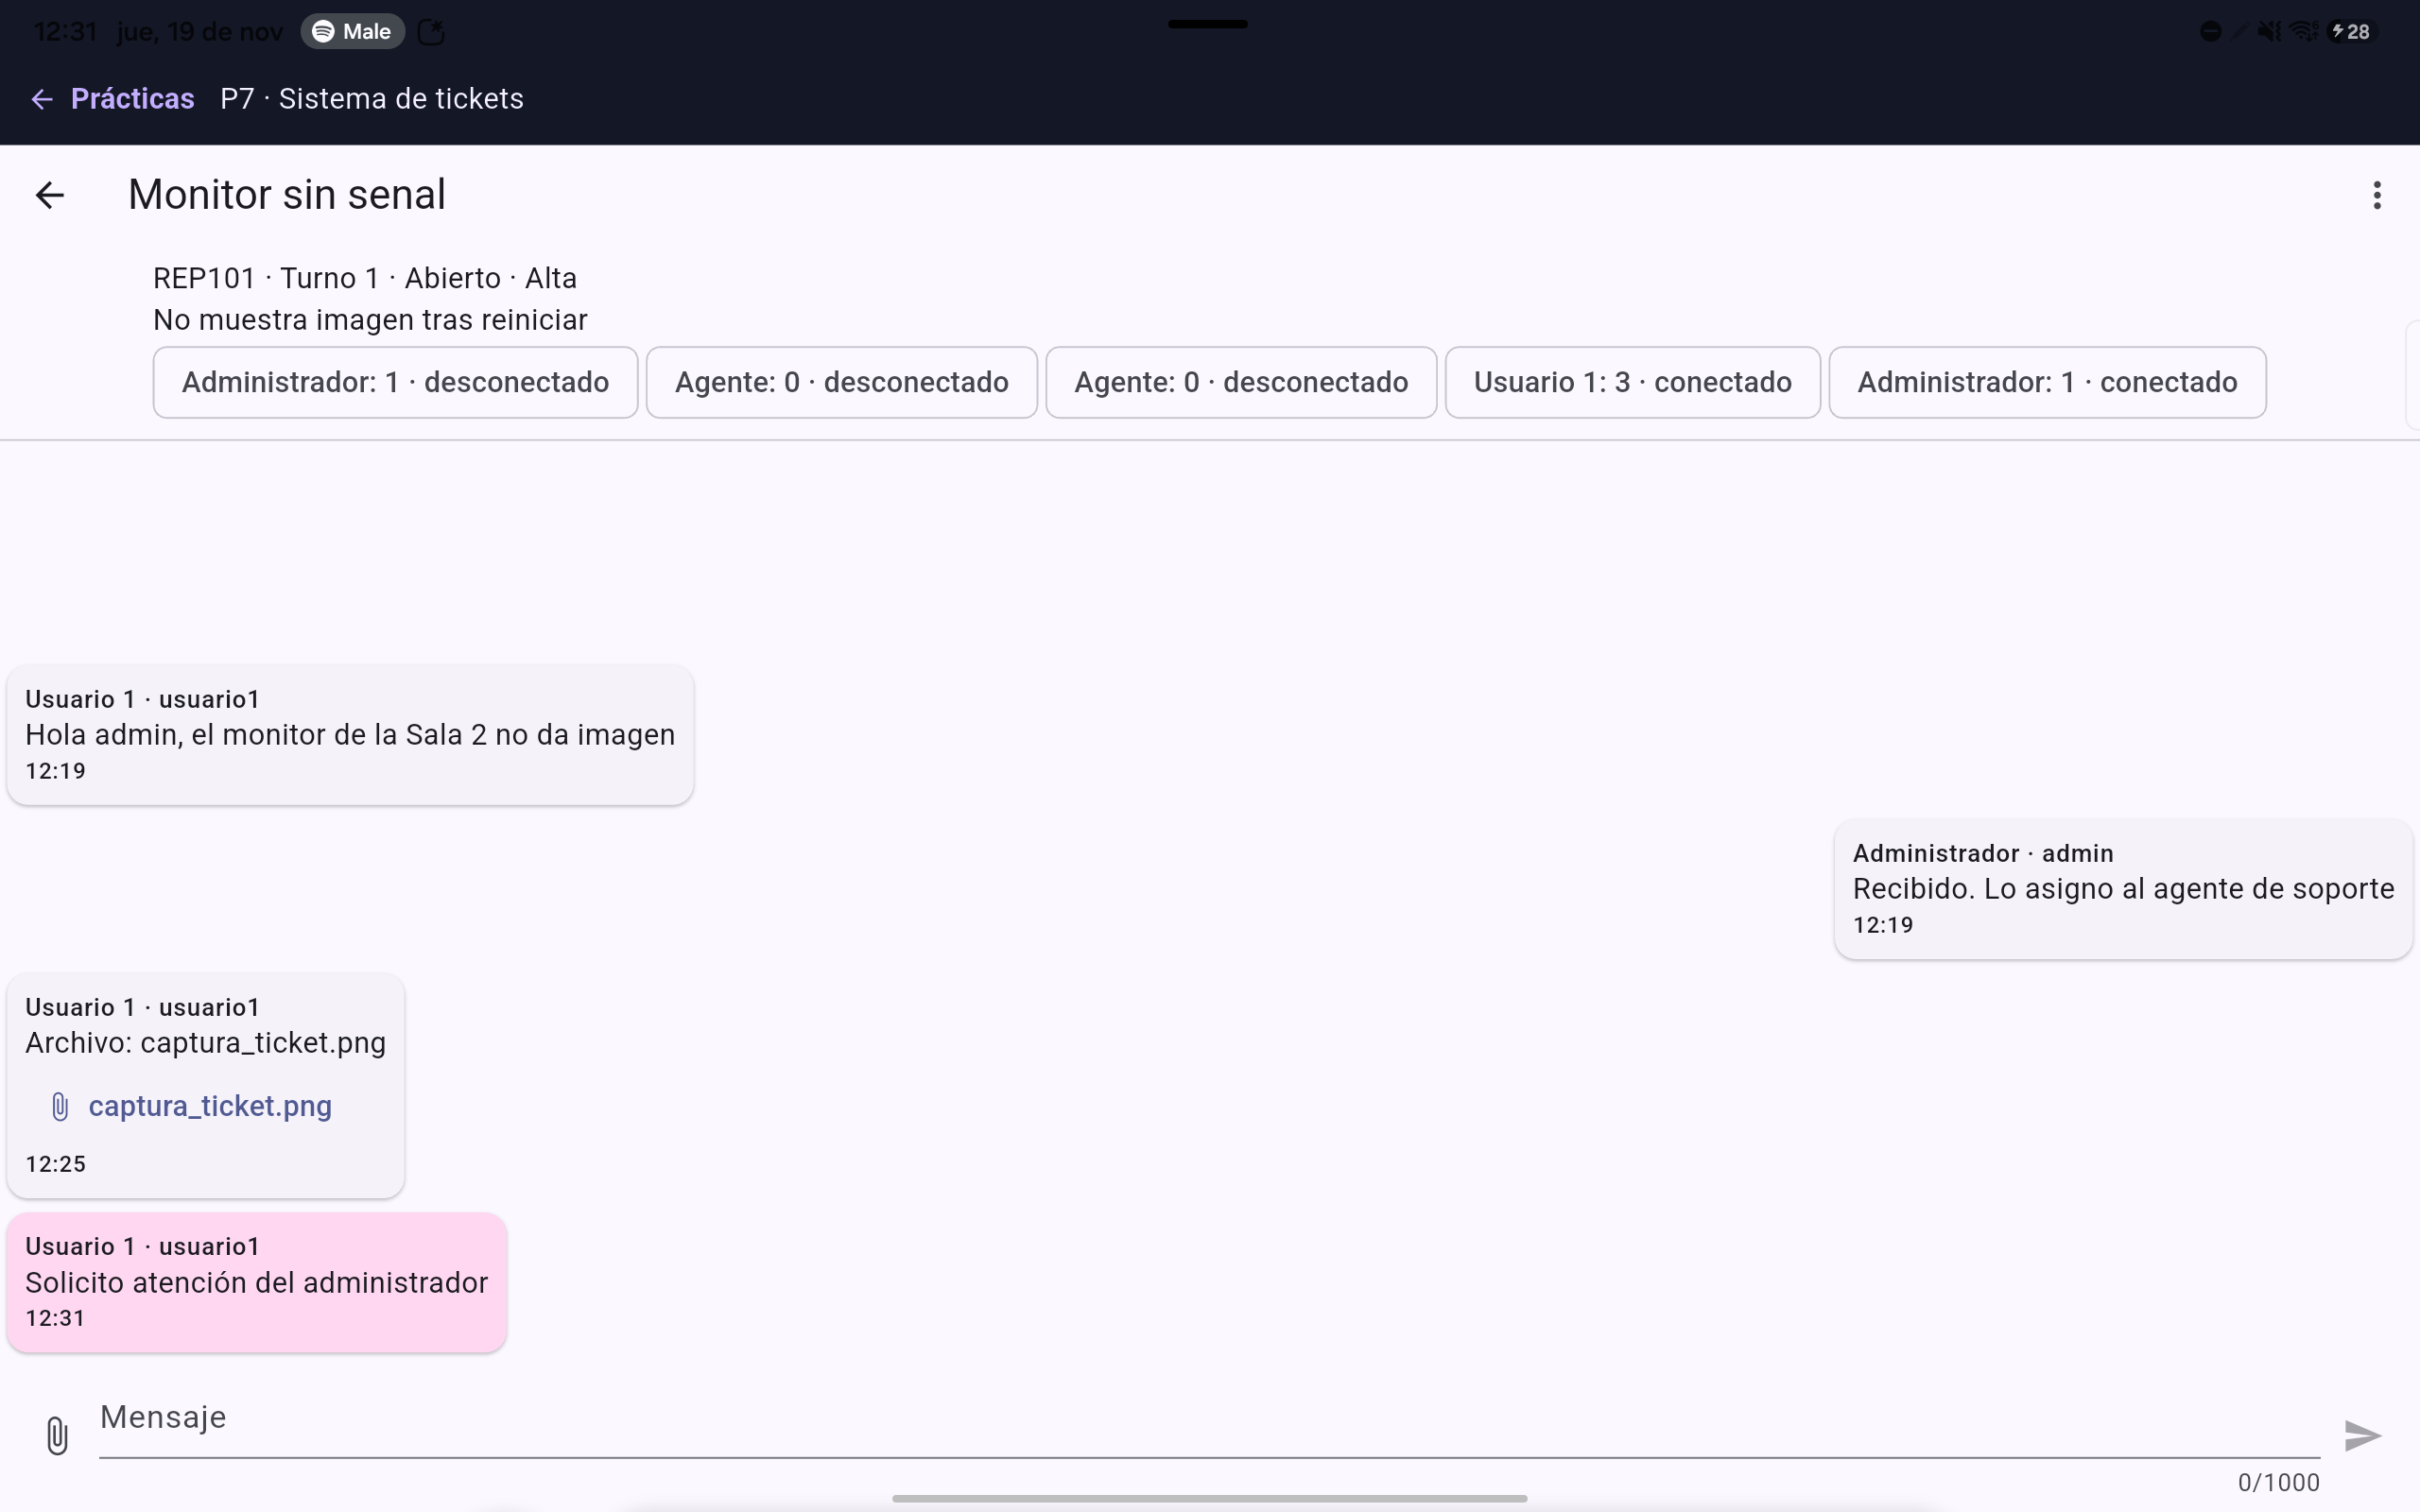 12:31 jue, 19 de nov Male 28
← Prácticas P7 · Sistema de tickets
Monitor sin senal
REP101 · Turno 1 · Abierto · Alta
No muestra imagen tras reiniciar
Administrador: 1 · desconectado Agente: 0 · desconectado Agente: 0 · desconectado Usuario 1: 3 · conectado Administrador: 1 · conectado
Usuario 1 · usuario1
Hola admin, el monitor de la Sala 2 no da imagen
12:19
Administrador · admin
Recibido. Lo asigno al agente de soporte
12:19
Usuario 1 · usuario1
Archivo: captura_ticket.png
captura_ticket.png
12:25
Usuario 1 · usuario1
Solicito atención del administrador
12:31
Mensaje
0/1000